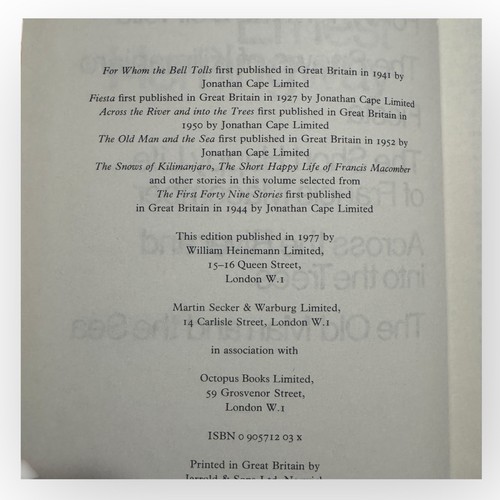 For Whom the Bell Tolls first published in Great Britain in 1941 by
Jonathan Cape Limited
Fiesta first published in Great Britain in 1927 by Jonathan Cape Limited
Across the River and into the Trees first published in Great Britain in
1950 by Jonathan Cape Limited
The Old Man and the Sea first published in Great Britain in 1952 by
Jonathan Cape Limited
The Snows of Kilimanjaro, The Short Happy Life of Francis Macomber
and other stories in this volume selected from
The First Forty Nine Stories first published
in Great Britain in 1944 by Jonathan Cape Limited
This edition published in 1977 by
William Heinemann Limited,
15–16 Queen Street,
London W.1
Martin Secker & Warburg Limited,
14 Carlisle Street, London W.1
in association with
Octopus Books Limited,
59 Grosvenor Street,
London W.1
ISBN 0 905712 03 x
Printed in Great Britain by
Jarrold & Sons Ltd, Norwich